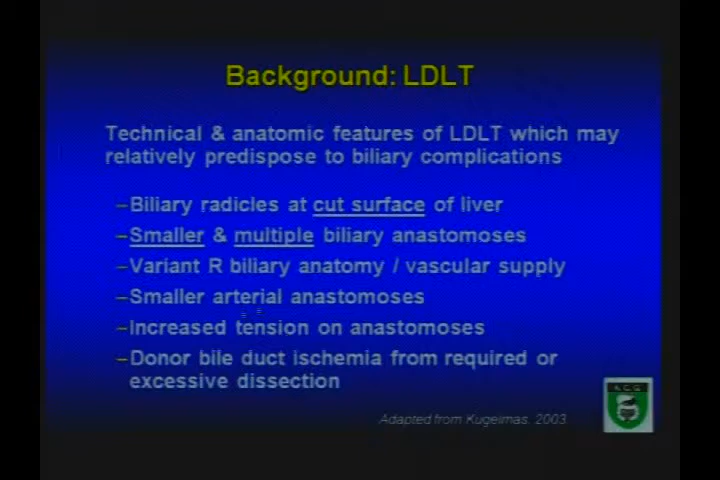 Background: LDLT
Technical & anatomic features of LDLT which may
relatively predispose to biliary complications
–Biliary radicles at cut surface of liver
–Smaller & multiple biliary anastomoses
–Variant R biliary anatomy / vascular supply
–Smaller arterial anastomoses
–Increased tension on anastomoses
–Donor bile duct ischemia from required or
excessive dissection
Adapted from Kugelmas, 2003
A C G